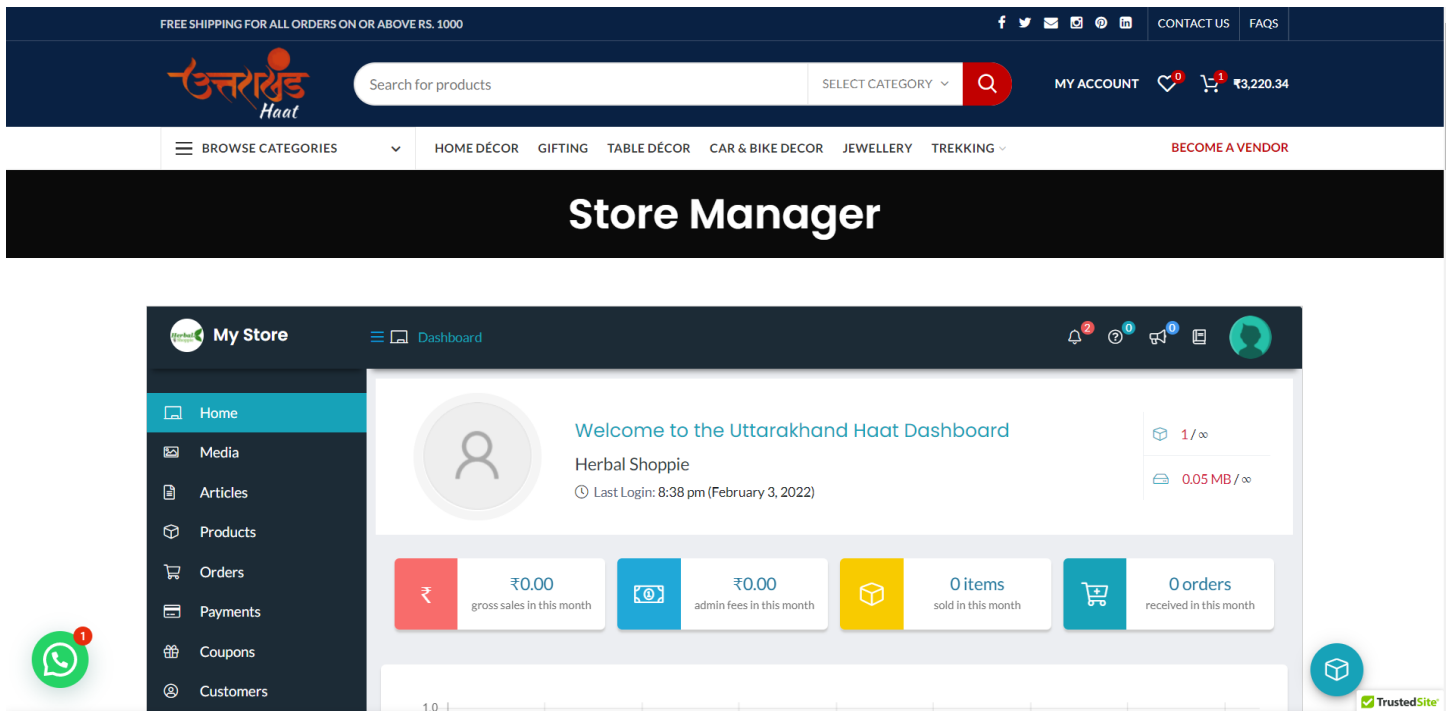 FREE SHIPPING FOR ALL ORDERS ON OR ABOVE RS. 1000
CONTACT US
FAQS
उत्तराखंड
Haat
Search for products
SELECT CATEGORY
MY ACCOUNT
0
1
₹3,220.34
BROWSE CATEGORIES
HOME DÉCOR
GIFTING
TABLE DÉCOR
CAR & BIKE DECOR
JEWELLERY
TREKKING
BECOME A VENDOR
Store Manager
Herbal
Shoppie
My Store
Dashboard
2
0
0
Home
Media
Articles
Products
Orders
Payments
Coupons
Customers
Welcome to the Uttarakhand Haat Dashboard
Herbal Shoppie
Last Login: 8:38 pm (February 3, 2022)
1 / ∞
0.05 MB / ∞
₹
₹0.00
gross sales in this month
₹0.00
admin fees in this month
0 items
sold in this month
0 orders
received in this month
1.0
1
TrustedSite